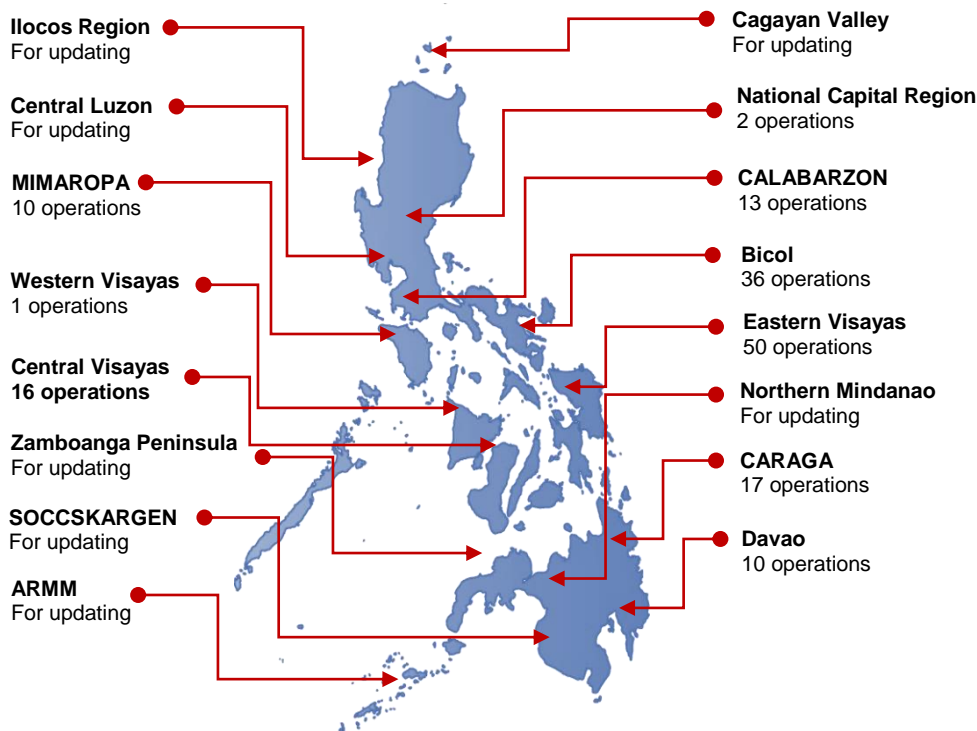 Ilocos Region
For updating
Central Luzon
For updating
MIMAROPA
10 operations
Western Visayas
1 operations
Central Visayas
16 operations
Zamboanga Peninsula
For updating
SOCCSKARGEN
For updating
ARMM
For updating
Cagayan Valley
For updating
National Capital Region
2 operations
CALABARZON
13 operations
Bicol
36 operations
Eastern Visayas
50 operations
Northern Mindanao
For updating
CARAGA
17 operations
Davao
10 operations